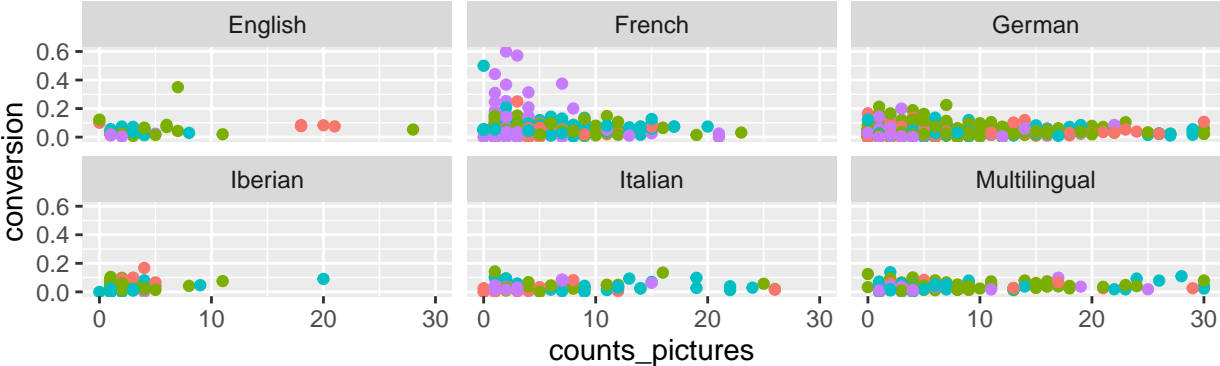 English French German
0.6
0.4
0.2
0.0
Iberian Italian Multilingual
0.6
0.4
0.2
0.0
0 10 20 30 0 10 20 30 0 10 20 30
counts_pictures
conversion